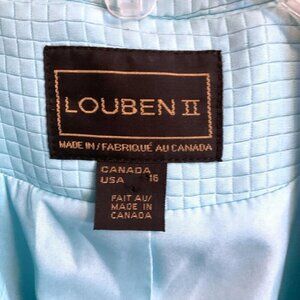 LOUBEN II
MADE IN / FABRIQUÉ AU CANADA
CANADA
USA 16
FAIT AU/
MADE IN
CANADA